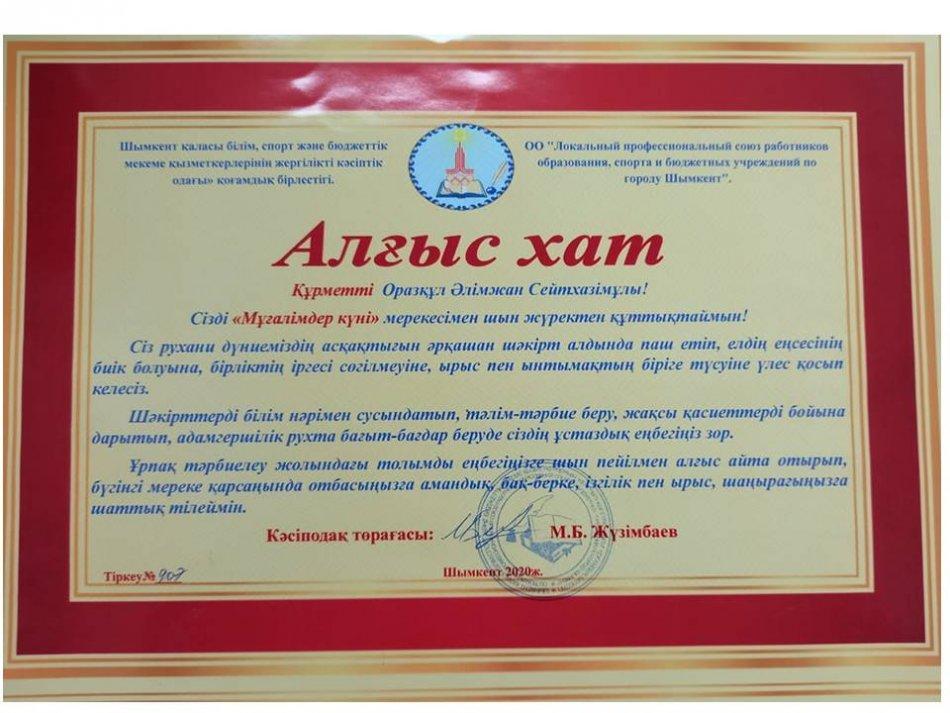 Шымкент қаласы білім, спорт және бюджеттік
мекеме қызметкерлерінің жергілікті кәсіптік
одағы» қоғамдық бірлестігі.
ОО "Локальный профессиональный союз работников
образования, спорта и бюджетных учреждений по
городу Шымкент".
Алғыс хат
Құрметті Оразқұл Әлімжан Сейтхазімұлы!
Сізді «Мұғалімдер күні» мерекесімен шын жүректен құттықтаймын!
Сіз рухани дүниеміздің асқақтығын әрқашан шәкірт алдында паш етіп, елдің еңсесінің
биік болуына, бірліктің іргесі сөгілмеуіне, ырыс пен ынтымақтың біріге түсуіне үлес қосып
келесіз.
Шәкірттерді білім нәрімен сусындатып, тәлім-тәрбие беру, жақсы қасиеттерді бойына
дарытып, адамгершілік рухта бағыт-бағдар беруде сіздің ұстаздық еңбегіңіз зор.
Ұрпақ тәрбиелеу жолындағы толымды еңбегіңізге шын пейілмен алғыс айта отырып,
бүгінгі мереке қарсаңында отбасыңызға амандық, бақ-берке, ізгілік пен ырыс, шаңырағыңызға
шаттық тілеймін.
Кәсіподақ төрағасы: М.Б. Жүзімбаев
Тіркеу№ 907
Шымкент 2020ж.